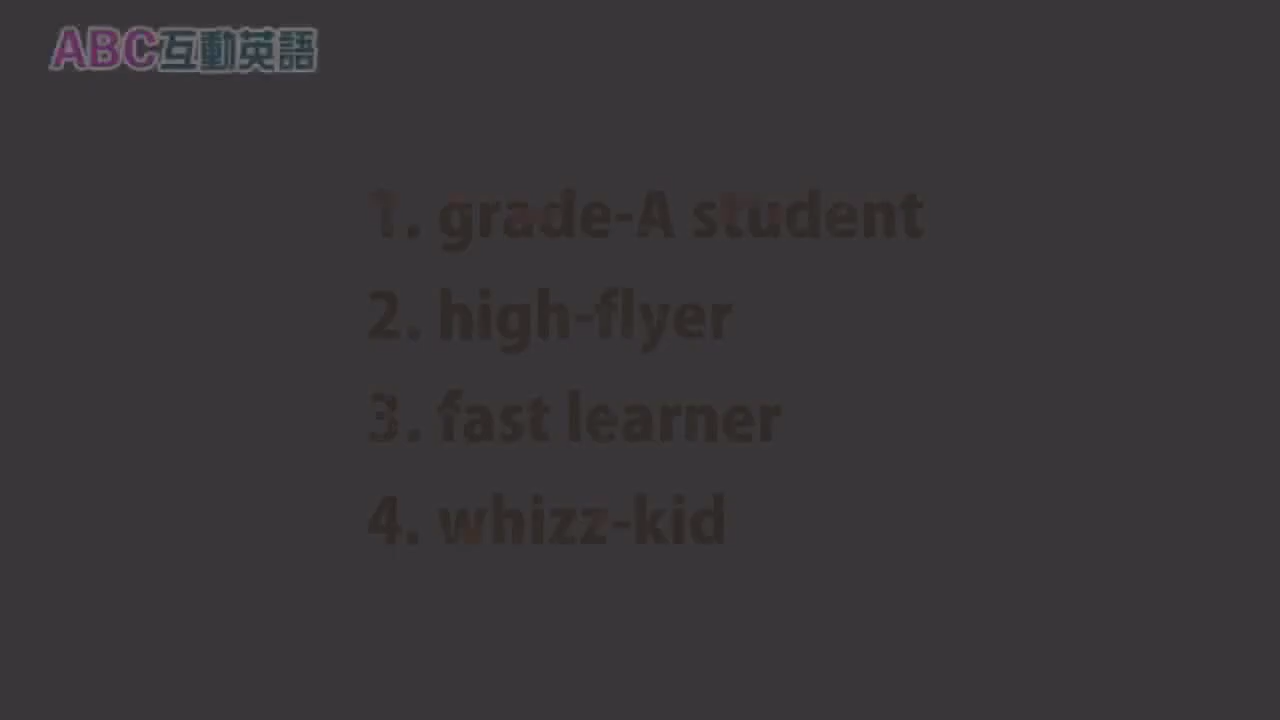 ABC互動英語
1. grade-A student
2. high-flyer
3. fast learner
4. whizz-kid